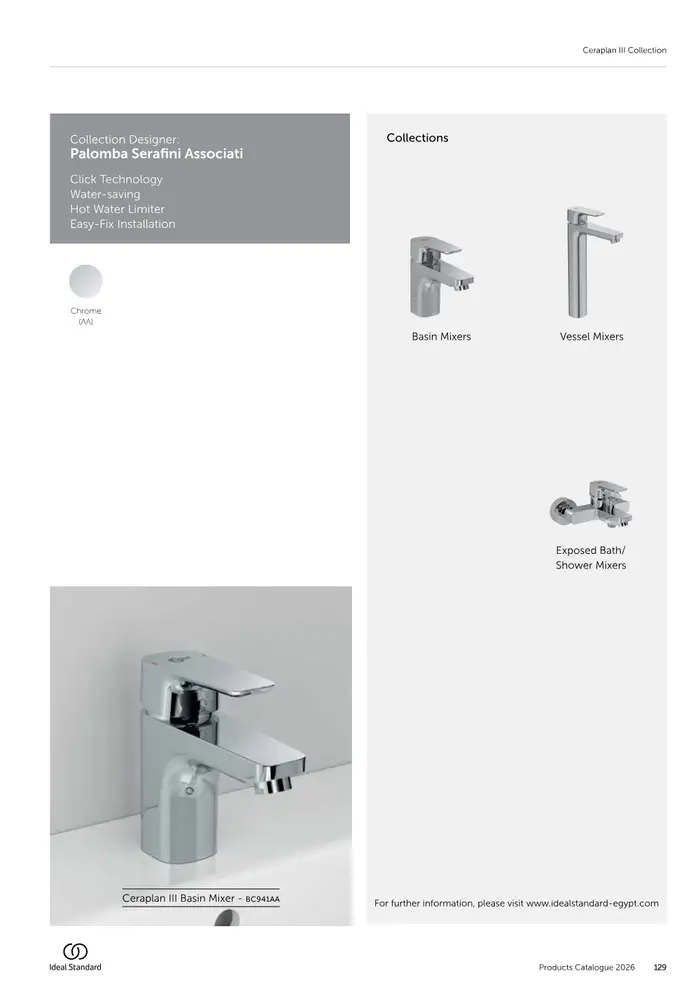 Ceraplan III Collection
Collection Designer:
Palomba Serafini Associati
Click Technology
Water-saving
Hot Water Limiter
Easy-Fix Installation
Chrome
(AA)
Collections
Basin Mixers
Vessel Mixers
Exposed Bath/
Shower Mixers
Ceraplan III Basin Mixer - BC941AA
For further information, please visit www.idealstandard-egypt.com
Ideal Standard
Products Catalogue 2026 129